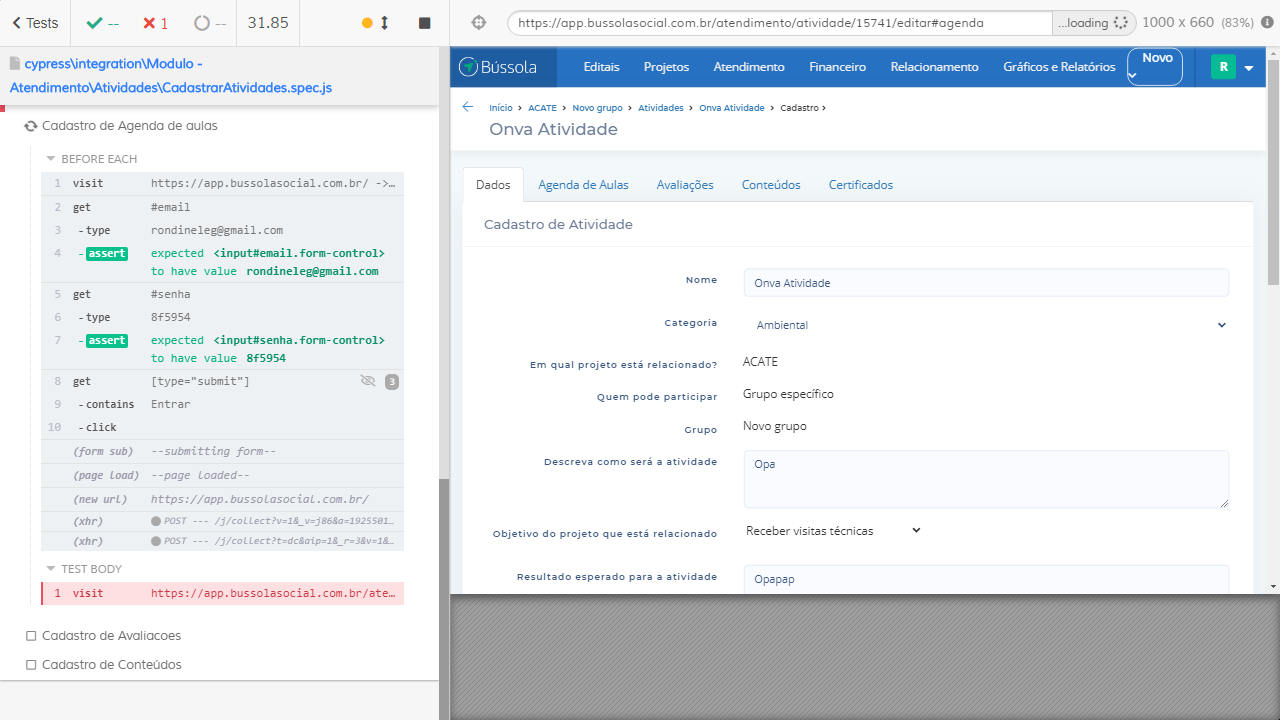 Tests
--
1
--
31.85
cypress\integration\Modulo -
Atendimento\Atividades\CadastrarAtividades.spec.js
Cadastro de Agenda de aulas
BEFORE EACH
1 visit https://app.bussolasocial.com.br/ ->…
2 get #email
3 -type rondineleg@gmail.com
4 -assert expected <input#email.form-control>
to have value rondineleg@gmail.com
5 get #senha
6 -type 8f5954
7 -assert expected <input#senha.form-control>
to have value 8f5954
8 get [type="submit"] 3
9 -contains Entrar
10 -click
(form sub) --submitting form--
(page load) --page loaded--
(new url) https://app.bussolasocial.com.br/
(xhr) POST --- /j/collect?v=1&_v=j86&a=1925501…
(xhr) POST --- /j/collect?t=dc&aip=1&_r=3&v=1&…
TEST BODY
1 visit https://app.bussolasocial.com.br/ate…
Cadastro de Avaliacoes
Cadastro de Conteúdos
https://app.bussolasocial.com.br/atendimento/atividade/15741/editar#agenda
...loading
1000 x 660 (83%)
Bússola
Editais Projetos Atendimento Financeiro Relacionamento Gráficos e Relatórios Novo R
Início > ACATE > Novo grupo > Atividades > Onva Atividade > Cadastro >
Onva Atividade
Dados Agenda de Aulas Avaliações Conteúdos Certificados
Cadastro de Atividade
Nome Onva Atividade
Categoria Ambiental
Em qual projeto está relacionado? ACATE
Quem pode participar Grupo específico
Grupo Novo grupo
Descreva como será a atividade Opa
Objetivo do projeto que está relacionado Receber visitas técnicas
Resultado esperado para a atividade Opapap